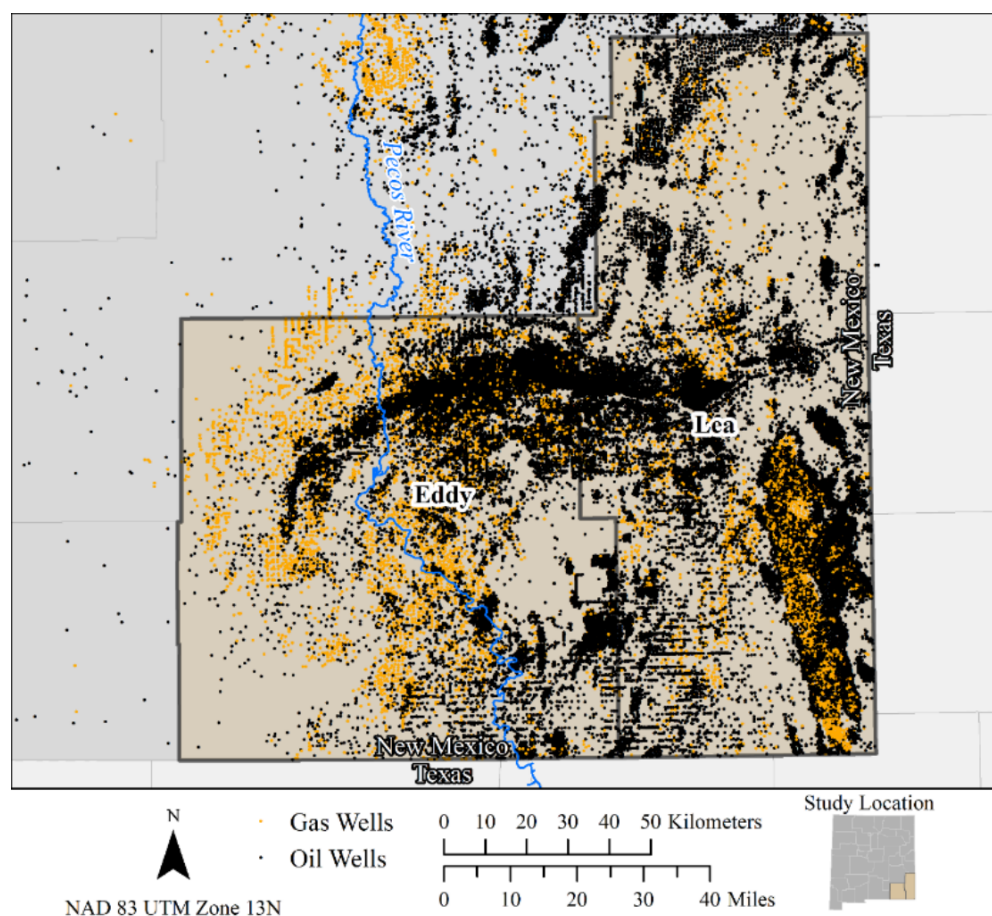 Pecos River
New Mexico
Texas
Lea
Eddy
New Mexico
Texas
N
NAD 83 UTM Zone 13N
Gas Wells
Oil Wells
0 10 20 30 40 50 Kilometers
0 10 20 30 40 Miles
Study Location